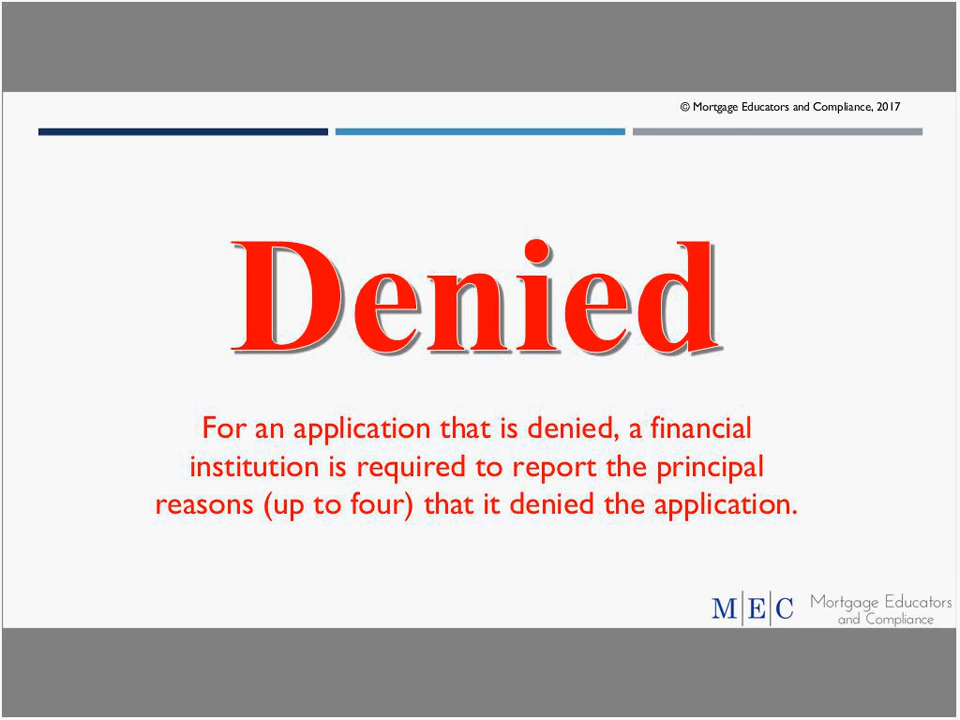 © Mortgage Educators and Compliance, 2017
Denied
For an application that is denied, a financial
institution is required to report the principal
reasons (up to four) that it denied the application.
M|E|C Mortgage Educators
and Compliance